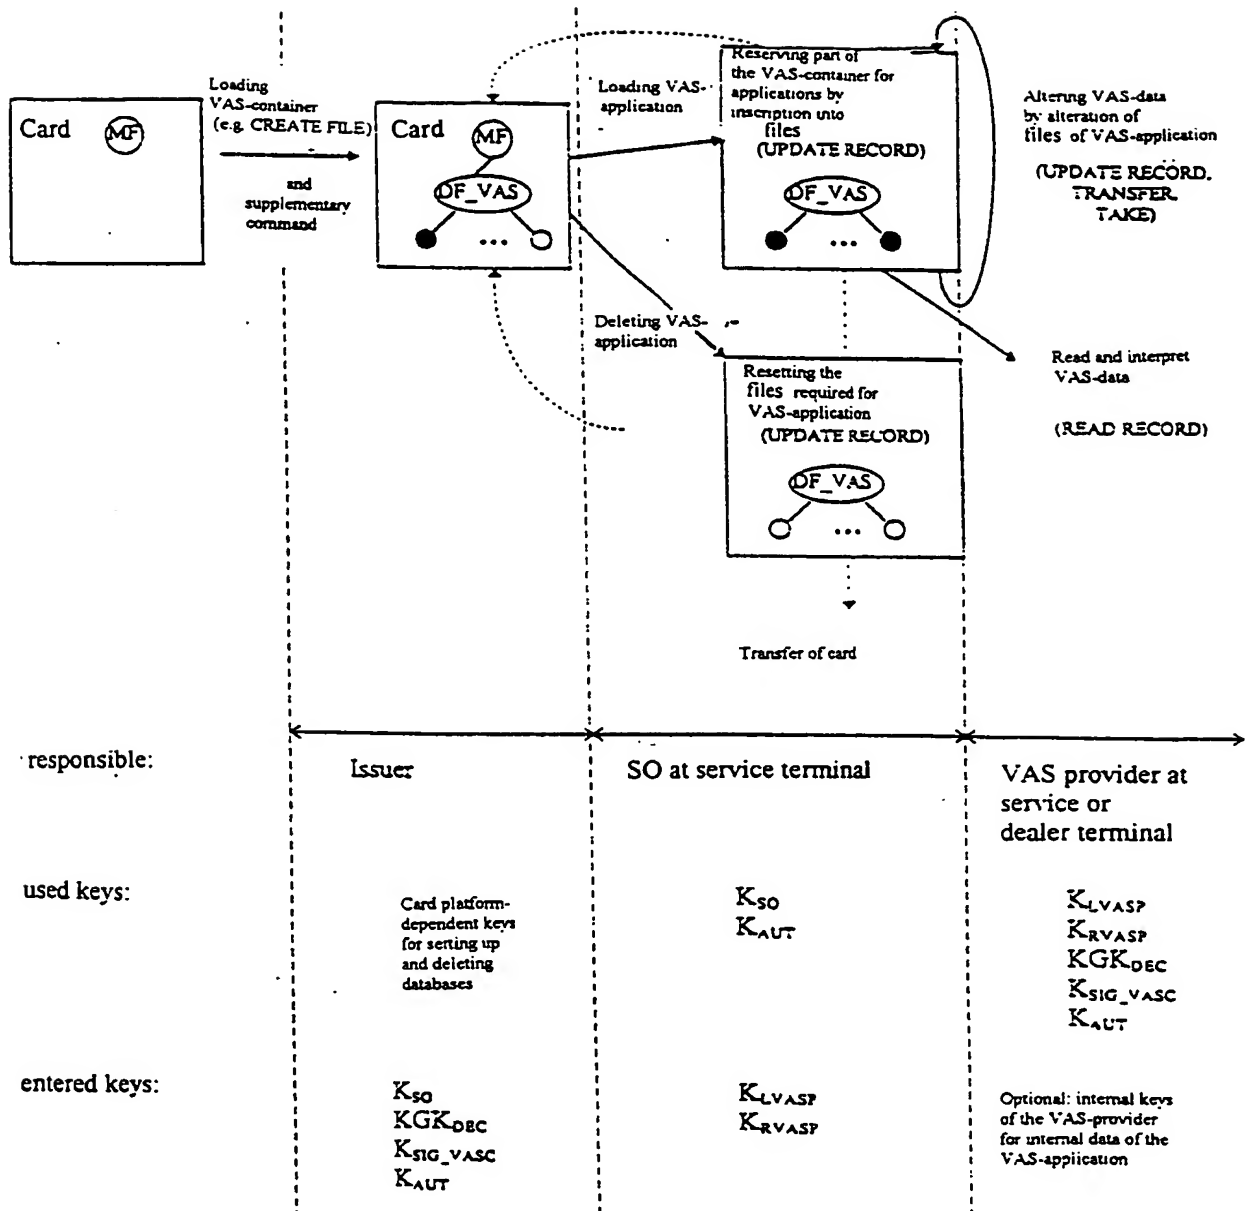 Card
MF
Loading
VAS-container
(e.g. CREATE FILE)
and
supplementary
command
Card
MF
DF_VAS
...
Loading VAS-
application
Reserving part of
the VAS-container for
applications by
inscription into
files
(UPDATE RECORD)
DF_VAS
...
Altering VAS-data
by alteration of
files of VAS-application
(UPDATE RECORD,
TRANSFER,
TAKE)
Deleting VAS-
application
Resetting the
files required for
VAS-application
(UPDATE RECORD)
DF_VAS
...
Read and interpret
VAS-data
(READ RECORD)
Transfer of card
responsible:
Issuer
SO at service terminal
VAS provider at
service or
dealer terminal
used keys:
Card platform-
dependent keys
for setting up
and deleting
databases
KSO
KAUT
KLVASP
KRVASP
KGKDEC
KSIG_VASC
KAUT
entered keys:
KSO
KGKDEC
KSIG_VASC
KAUT
KLVASP
KRVASP
Optional: internal keys
of the VAS-provider
for internal data of the
VAS-application